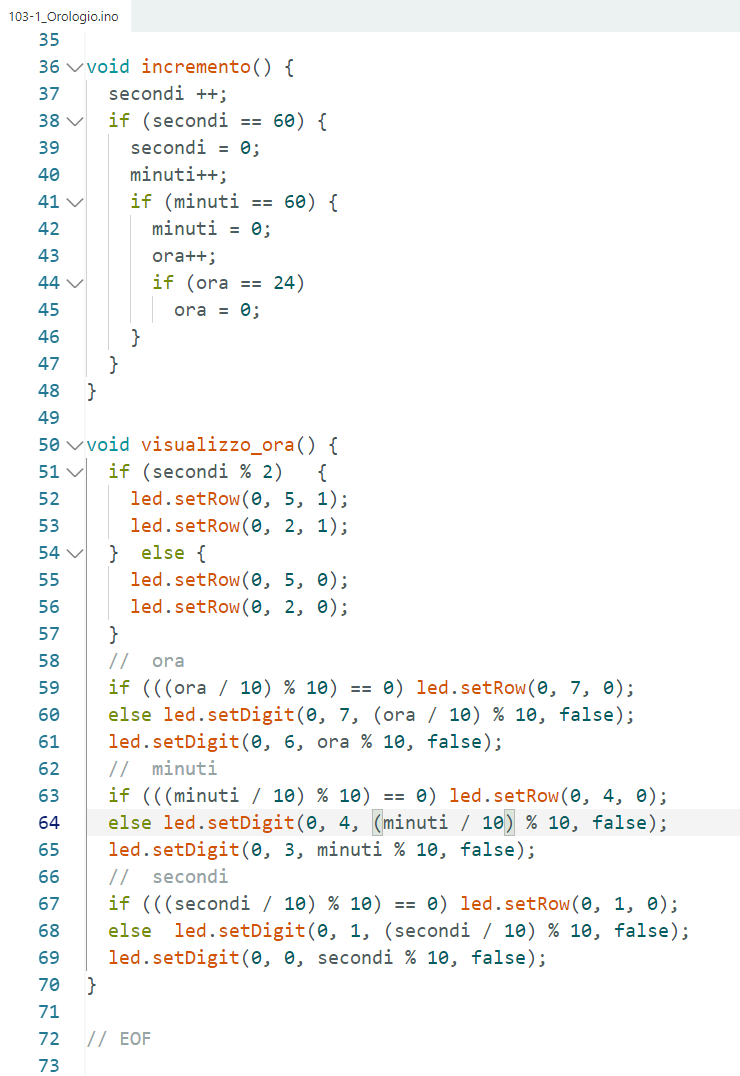 103-1_Orologio.ino
35
36 void incremento() {
37 secondi ++;
38 if (secondi == 60) {
39 secondi = 0;
40 minuti++;
41 if (minuti == 60) {
42 minuti = 0;
43 ora++;
44 if (ora == 24)
45 ora = 0;
46 }
47 }
48 }
49
50 void visualizzo_ora() {
51 if (secondi % 2) {
52 led.setRow(0, 5, 1);
53 led.setRow(0, 2, 1);
54 } else {
55 led.setRow(0, 5, 0);
56 led.setRow(0, 2, 0);
57 }
58 // ora
59 if (((ora / 10) % 10) == 0) led.setRow(0, 7, 0);
60 else led.setDigit(0, 7, (ora / 10) % 10, false);
61 led.setDigit(0, 6, ora % 10, false);
62 // minuti
63 if (((minuti / 10) % 10) == 0) led.setRow(0, 4, 0);
64 else led.setDigit(0, 4, (minuti / 10) % 10, false);
65 led.setDigit(0, 3, minuti % 10, false);
66 // secondi
67 if (((secondi / 10) % 10) == 0) led.setRow(0, 1, 0);
68 else led.setDigit(0, 1, (secondi / 10) % 10, false);
69 led.setDigit(0, 0, secondi % 10, false);
70 }
71
72 // EOF
73